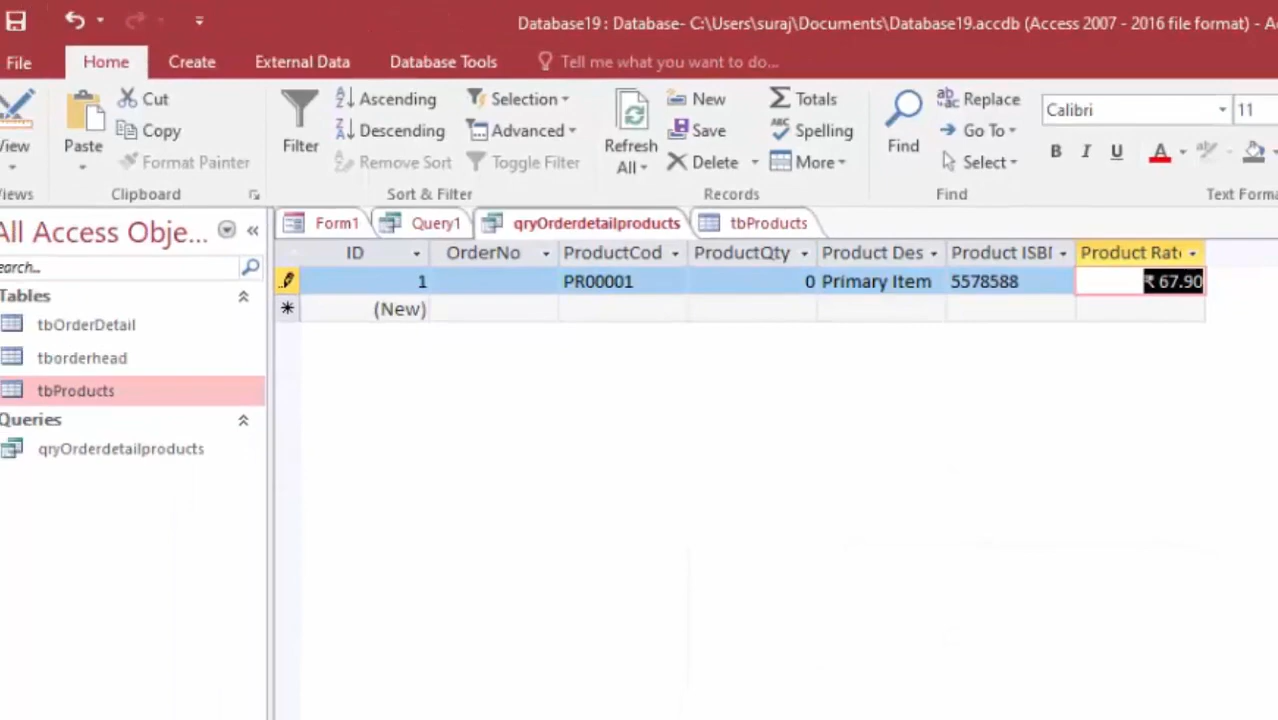 Database19 : Database- C:\Users\suraj\Documents\Database19.accdb (Access 2007 - 2016 file format) - A
File Home Create External Data Database Tools Tell me what you want to do...
Cut Ascending Selection New Totals Replace Calibri 11
Copy Descending Advanced Save Spelling Go To B I U A
View Paste Format Painter Filter Remove Sort Toggle Filter Refresh All Delete More Find Select
Views Clipboard Sort & Filter Records Find Text Forma
All Access Obje... «
Form1 Query1 qryOrderdetailproducts tbProducts
ID OrderNo ProductCod ProductQty Product Des Product ISBI Product Rate
earch...
1 PR00001 0 Primary Item 5578588 ₹ 67.90
(New)
Tables
tbOrderDetail
tborderhead
tbProducts
Queries
qryOrderdetailproducts